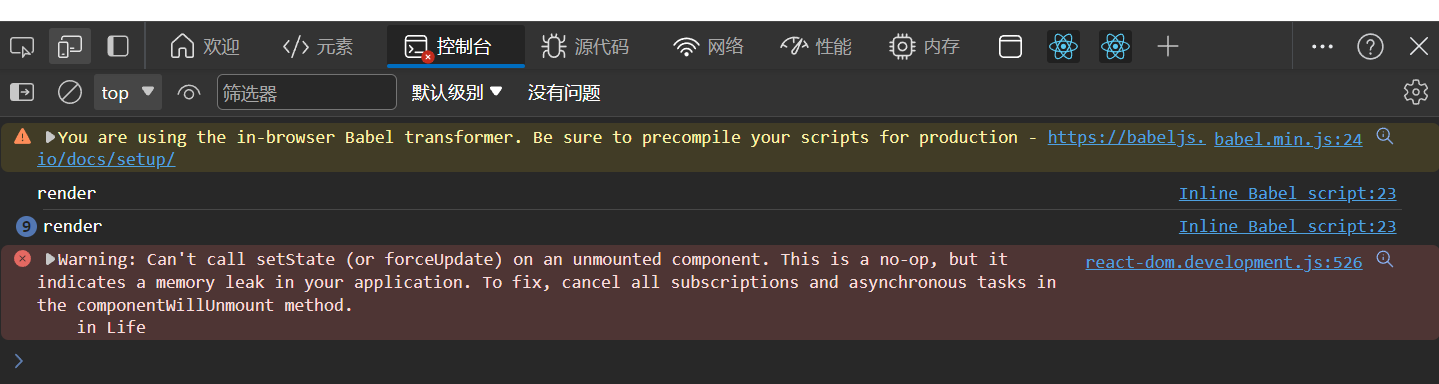 欢迎 元素 控制台 源代码 网络 性能 内存
top 筛选器 默认级别 没有问题
You are using the in-browser Babel transformer. Be sure to precompile your scripts for production - https://babeljs. babel.min.js:24
io/docs/setup/
render Inline Babel script:23
9 render Inline Babel script:23
Warning: Can't call setState (or forceUpdate) on an unmounted component. This is a no-op, but it react-dom.development.js:526
indicates a memory leak in your application. To fix, cancel all subscriptions and asynchronous tasks in
the componentWillUnmount method.
in Life